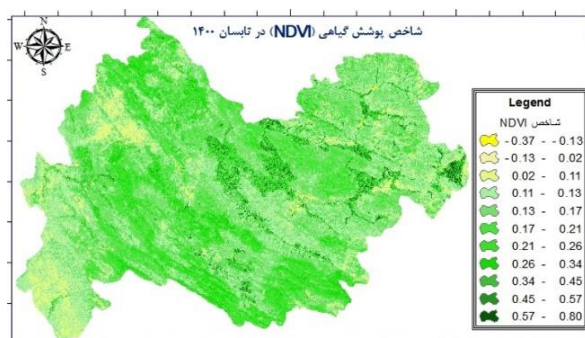 شاخص پوشش گیاهی (NDVI) در تابسان ۱۴۰۰
N
W E
S
Legend
شاخص NDVI
-0.37 - -0.13
-0.13 - 0.02
0.02 - 0.11
0.11 - 0.13
0.13 - 0.17
0.17 - 0.21
0.21 - 0.26
0.26 - 0.34
0.34 - 0.45
0.45 - 0.57
0.57 - 0.80